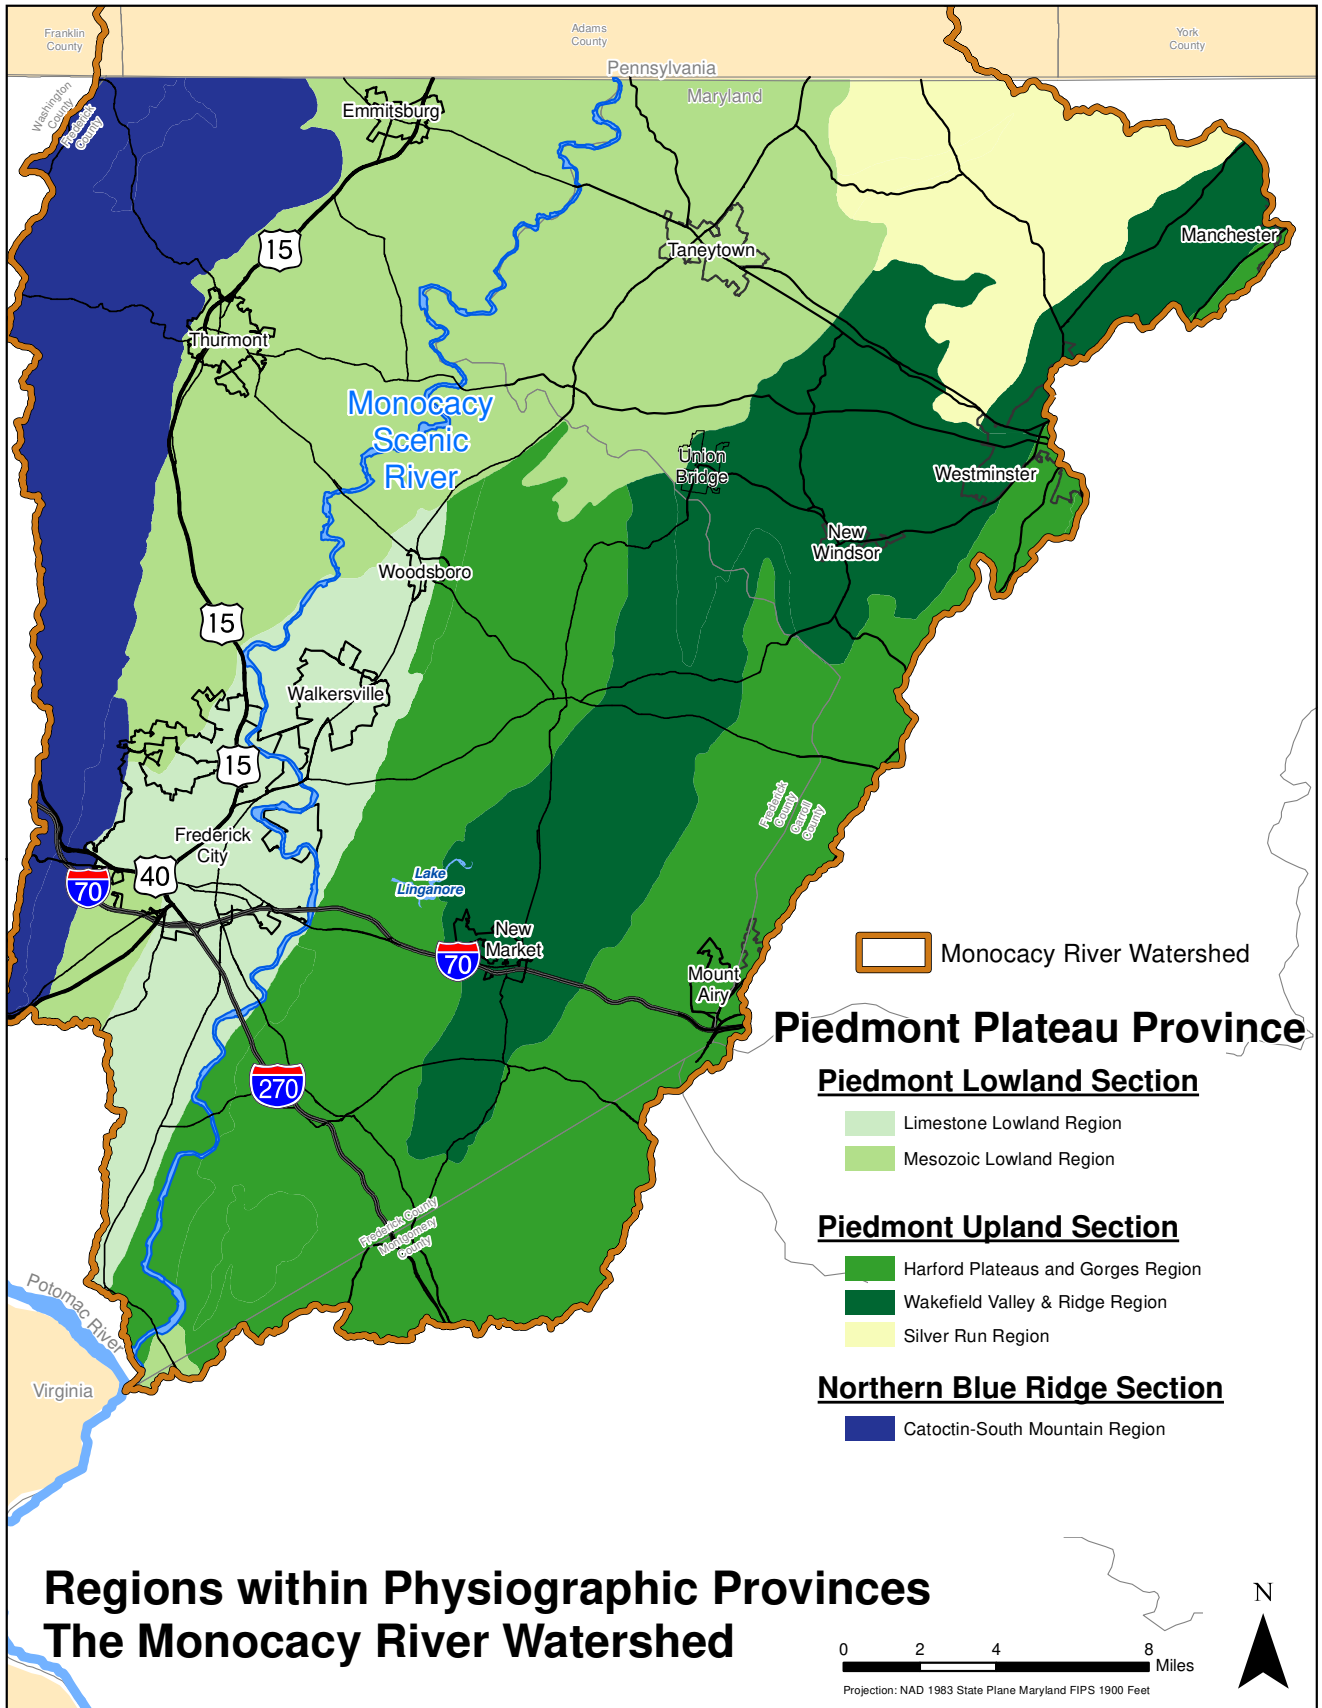 Franklin
County
Adams
County
York
County
Pennsylvania
Maryland
Washington
County
Frederick
County
Emmitsburg
15
Taneytown
Manchester
Thurmont
Monocacy
Scenic
River
Union
Bridge
Westminster
New
Windsor
Woodsboro
15
Walkersville
15
Frederick
City
Frederick
County
Carroll
County
40
70
Lake
Linganore
New
Market
70
Mount
Airy
270
Frederick County
Montgomery
County
Potomac River
Virginia
Monocacy River Watershed
Piedmont Plateau Province
Piedmont Lowland Section
Limestone Lowland Region
Mesozoic Lowland Region
Piedmont Upland Section
Harford Plateaus and Gorges Region
Wakefield Valley & Ridge Region
Silver Run Region
Northern Blue Ridge Section
Catoctin-South Mountain Region
Regions within Physiographic Provinces
The Monocacy River Watershed
N
0 2 4 8
Miles
Projection: NAD 1983 State Plane Maryland FIPS 1900 Feet